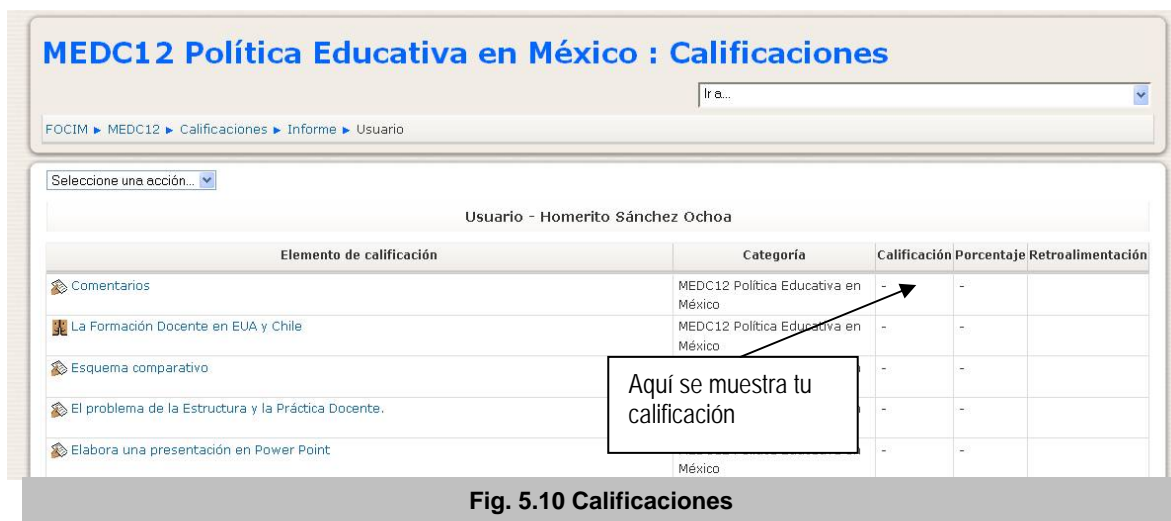 MEDC12 Política Educativa en México : Calificaciones
Ir a...
FOCIM ► MEDC12 ► Calificaciones ► Informe ► Usuario
Seleccione una acción...
Usuario - Homerito Sánchez Ochoa
Elemento de calificación Categoría Calificación Porcentaje Retroalimentación
Comentarios MEDC12 Política Educativa en - -
México
La Formación Docente en EUA y Chile MEDC12 Política Educativa en - -
México
Esquema comparativo - -
El problema de la Estructura y la Práctica Docente. - -
Elabora una presentación en Power Point - -
México
Aquí se muestra tu
calificación
Fig. 5.10 Calificaciones